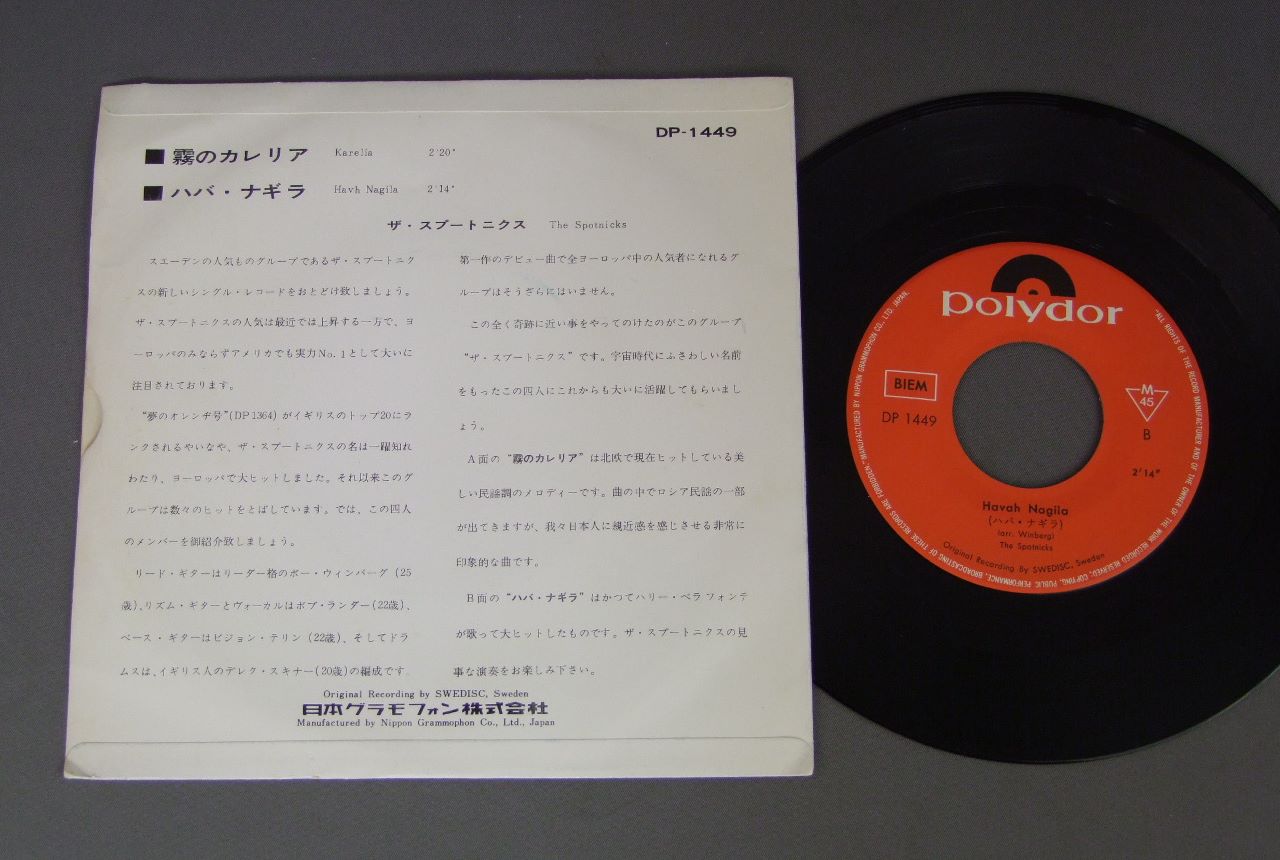 DP-1449
■ 霧のカレリア Karelia 2'20"
■ ハバ・ナギラ Havh Nagila 2'14"
ザ・スプートニクス The Spotnicks
スエーデンの人気ものグループであるザ・スプートニク
スの新しいシングル・レコードをおとどけ致しましょう。
ザ・スプートニクスの人気は最近では上昇する一方で、ヨ
ーロッパのみならずアメリカでも実力No. 1として大いに
注目されております。
“夢のオレンヂ号”(DP 1364) がイギリスのトップ20にラ
ンクされるやいなや、ザ・スプートニクスの名は一躍知れ
わたり、ヨーロッパで大ヒットしました。それ以来このグ
ループは数々のヒットをとばしています。では、この四人
のメンバーを御紹介致しましょう。
リード・ギターはリーダー格のボー・ウィンバーグ (25
歳)、リズム・ギターとヴォーカルはボブ・ランダー(22歳)、
ベース・ギターはビジョン・テリン (22歳)、そしてドラ
ムスは、イギリス人のデレク・スキナー(20歳)の編成です。
第一作のデビュー曲で全ヨーロッパ中の人気者になれるグ
ループはそうざらにはいません。
この全く奇跡に近い事をやってのけたのがこのグループ
“ザ・スプートニクス”です。宇宙時代にふさわしい名前
をもったこの四人にこれからも大いに活躍してもらいまし
ょう。
A面の“霧のカレリア”は北欧で現在ヒットしている美
しい民謡調のメロディーです。曲の中でロシア民謡の一部
が出てきますが、我々日本人に親近感を感じさせる非常に
印象的な曲です。
B面の“ハバ・ナギラ”はかつてハリー・ベラフォンテ
が歌って大ヒットしたものです。ザ・スプートニクスの見
事な演奏をお楽しみ下さい。
Original Recording by SWEDISC, Sweden
日本グラモフォン株式会社
Manufactured by Nippon Grammophon Co., Ltd., Japan
polydor
BIEM
DP 1449
M
45
B
2'14"
Havah Nagila
(ハバ・ナギラ)
(arr. Winberg)
The Spotnicks
Original Recording By SWEDISC, Sweden
"ALL RIGHTS OF THE RECORD MANUFACTURER AND OF THE OWNER OF THE WORK RECORDED RESERVED. COPYING, PUBLIC PERFORMANCE, BROADCASTING OF THESE RECORDS ARE FORBIDDEN" MANUFACTURED BY NIPPON GRAMMOPHON CO., LTD. JAPAN.